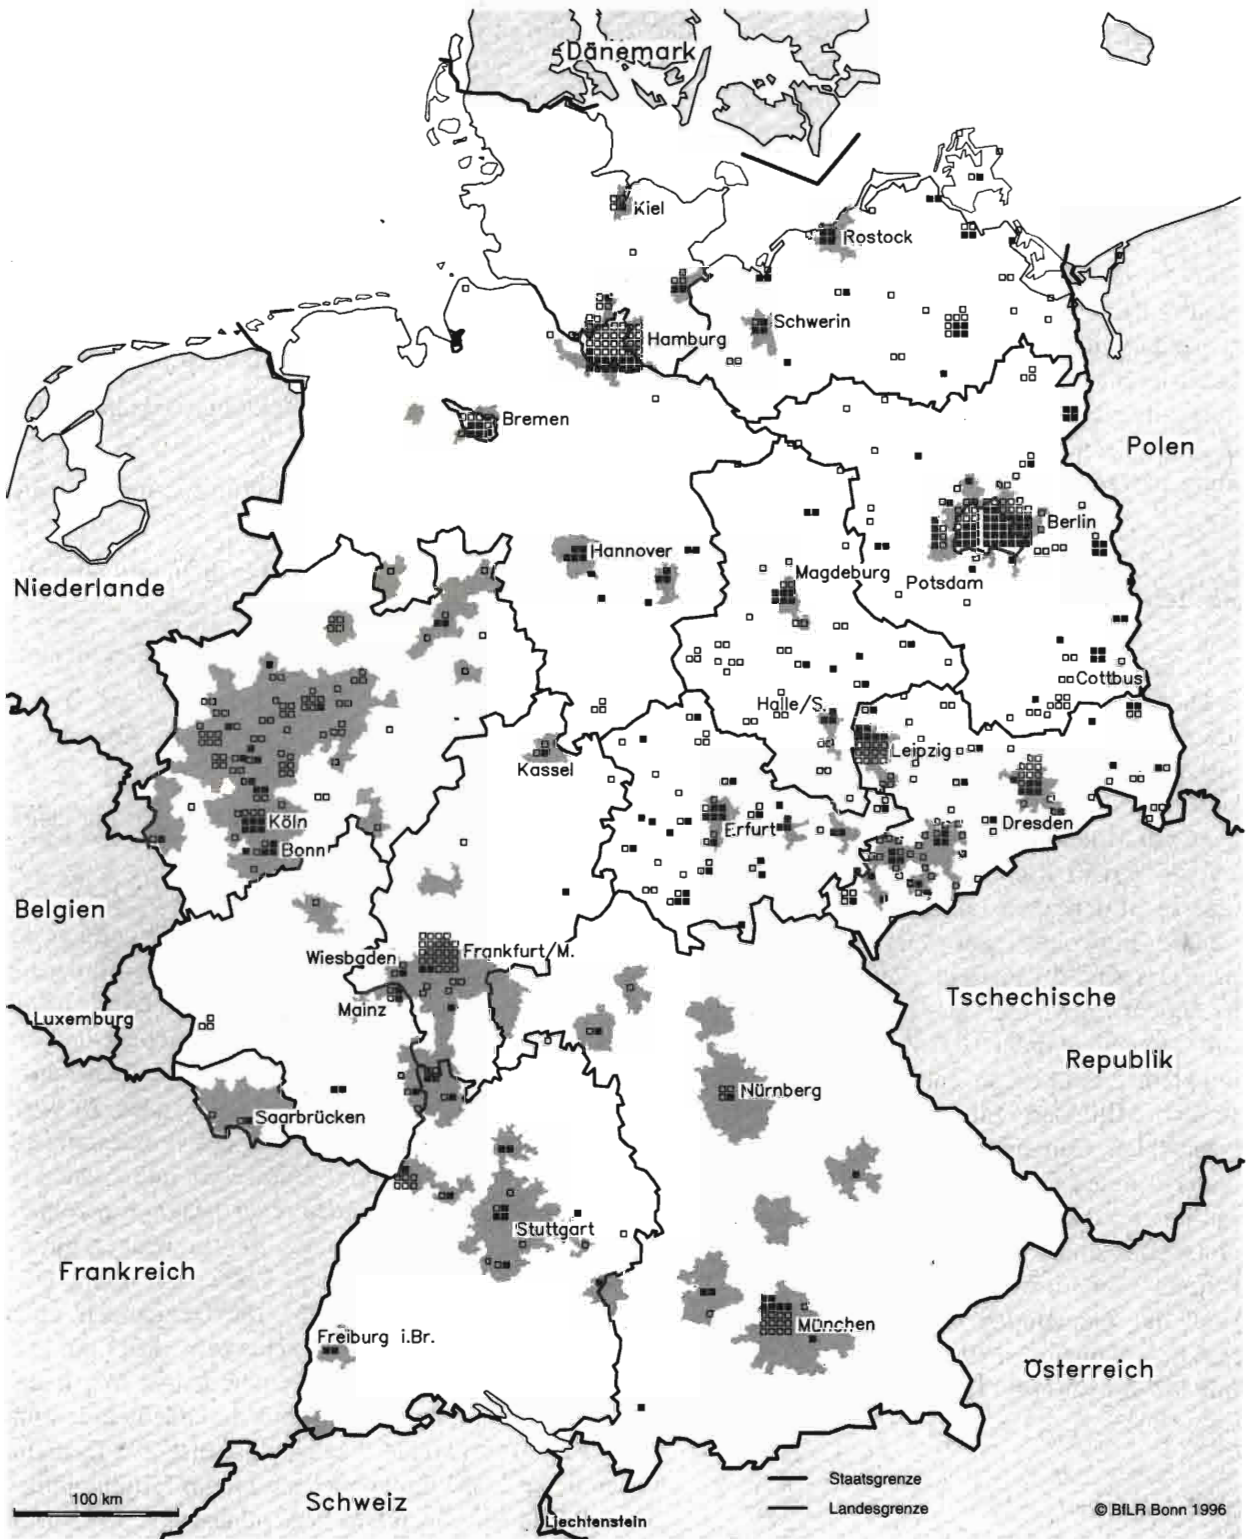 Dänemark
Kiel
Rostock
Hamburg
Schwerin
Bremen
Polen
Berlin
Niederlande
Hannover
Magdeburg
Potsdam
Cottbus
Halle/S.
Leipzig
Kassel
Köln
Erfurt
Dresden
Bonn
Belgien
Wiesbaden
Frankfurt/M.
Mainz
Luxemburg
Tschechische
Republik
Nürnberg
Saarbrücken
Stuttgart
Frankreich
Freiburg i.Br.
München
Österreich
Staatsgrenze
100 km
Schweiz
Landesgrenze
© BfLR Bonn 1996
Liechtenstein